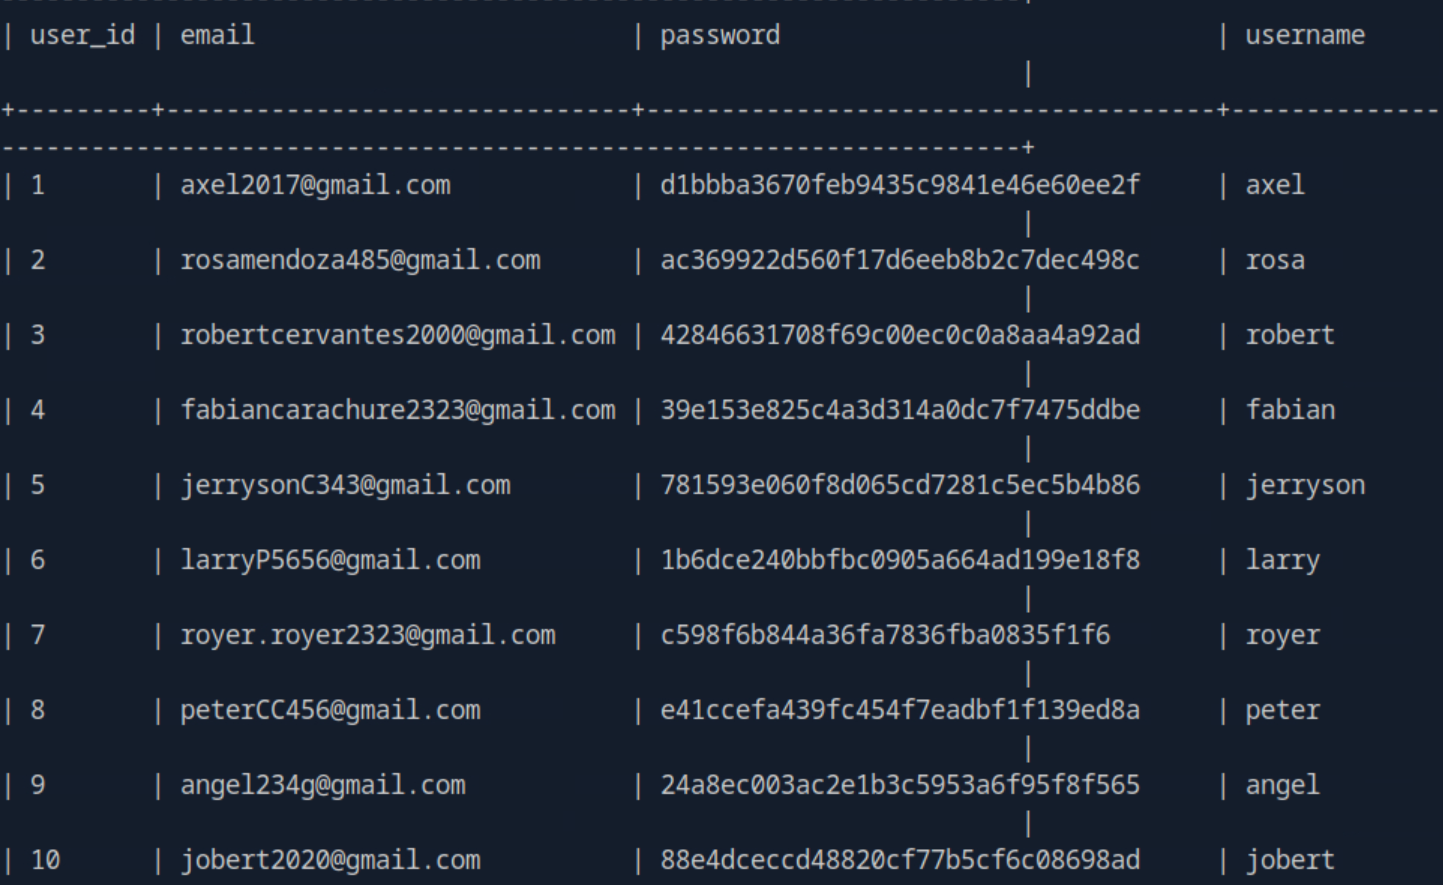 | user_id | email                         | password                             | username
|
+---------+-------------------------------+--------------------------------------+--------------
--------------------------------------------------------------------+
| 1       | axel2017@gmail.com            | d1bbba3670feb9435c9841e46e60ee2f     | axel
|
| 2       | rosamendoza485@gmail.com      | ac369922d560f17d6eeb8b2c7dec498c     | rosa
|
| 3       | robertcervantes2000@gmail.com | 42846631708f69c00ec0c0a8aa4a92ad     | robert
|
| 4       | fabiancarachure2323@gmail.com | 39e153e825c4a3d314a0dc7f7475ddbe     | fabian
|
| 5       | jerrysonC343@gmail.com        | 781593e060f8d065cd7281c5ec5b4b86     | jerryson
|
| 6       | larryP5656@gmail.com          | 1b6dce240bbfbc0905a664ad199e18f8     | larry
|
| 7       | royer.royer2323@gmail.com     | c598f6b844a36fa7836fba0835f1f6       | royer
|
| 8       | peterCC456@gmail.com          | e41ccefa439fc454f7eadbf1f139ed8a     | peter
|
| 9       | angel234g@gmail.com           | 24a8ec003ac2e1b3c5953a6f95f8f565     | angel
|
| 10      | jobert2020@gmail.com          | 88e4dceccd48820cf77b5cf6c08698ad     | jobert